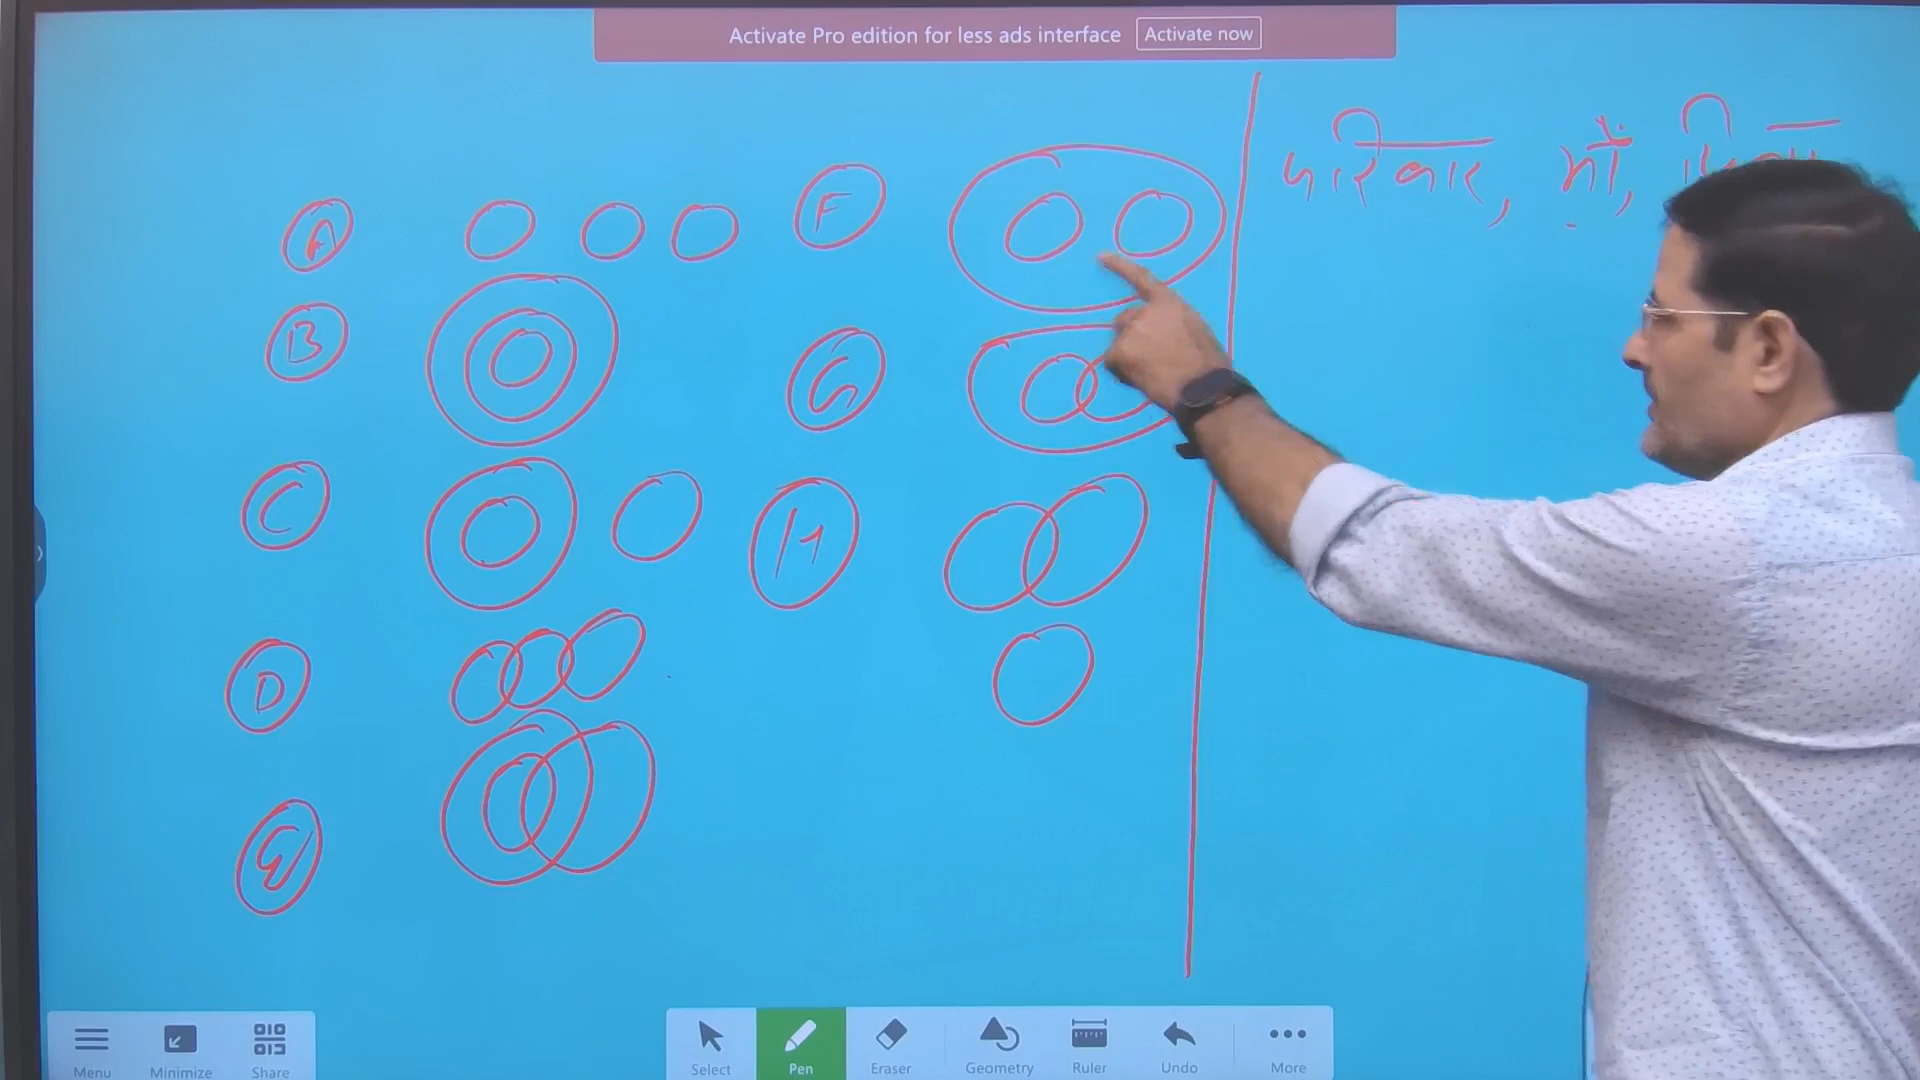 Activate Pro edition for less ads interface Activate now
परिवार, माँ,
A F
B
G
C
H
D
E
Menu Minimize Share Select Pen Eraser Geometry Ruler Undo More